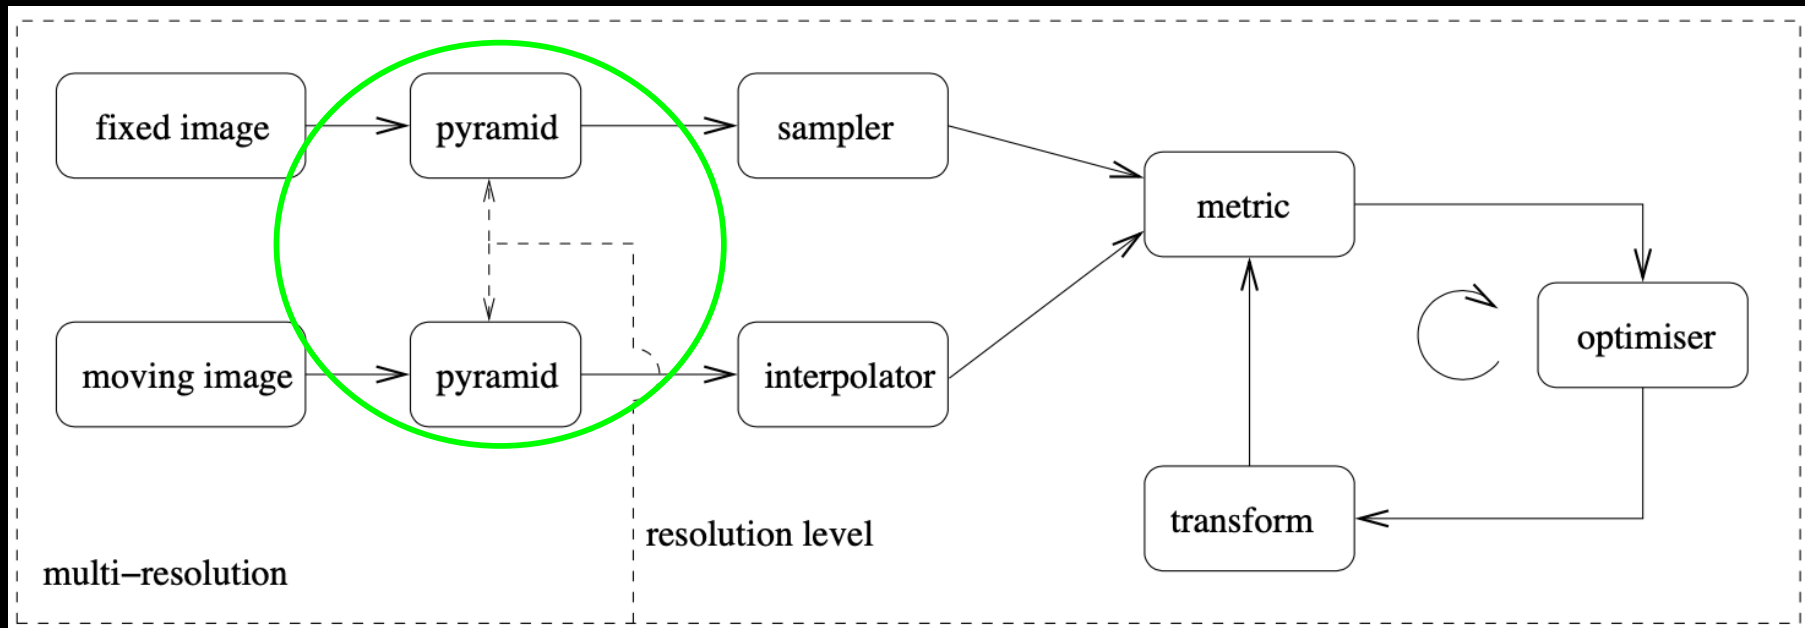 fixed image
pyramid
sampler
metric
optimiser
moving image
pyramid
interpolator
transform
resolution level
multi−resolution